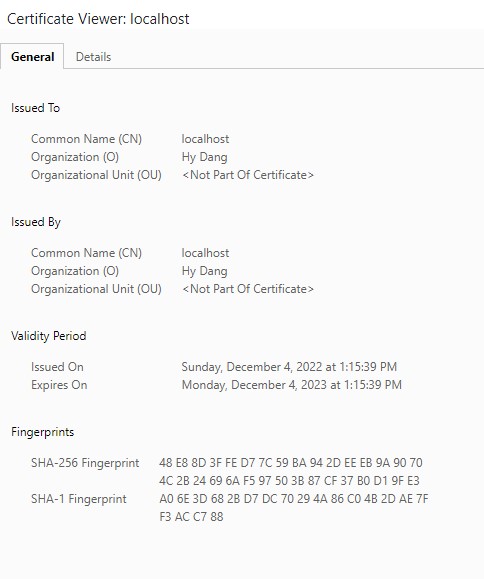 Certificate Viewer: localhost
General Details
Issued To
Common Name (CN) localhost
Organization (O) Hy Dang
Organizational Unit (OU) <Not Part Of Certificate>
Issued By
Common Name (CN) localhost
Organization (O) Hy Dang
Organizational Unit (OU) <Not Part Of Certificate>
Validity Period
Issued On Sunday, December 4, 2022 at 1:15:39 PM
Expires On Monday, December 4, 2023 at 1:15:39 PM
Fingerprints
SHA-256 Fingerprint 48 E8 8D 3F FE D7 7C 59 BA 94 2D EE EB 9A 90 70
4C 2B 24 69 6A F5 97 50 3B 87 CF 37 B0 D1 9F E3
SHA-1 Fingerprint A0 6E 3D 68 2B D7 DC 70 29 4A 86 C0 4B 2D AE 7F
F3 AC C7 88